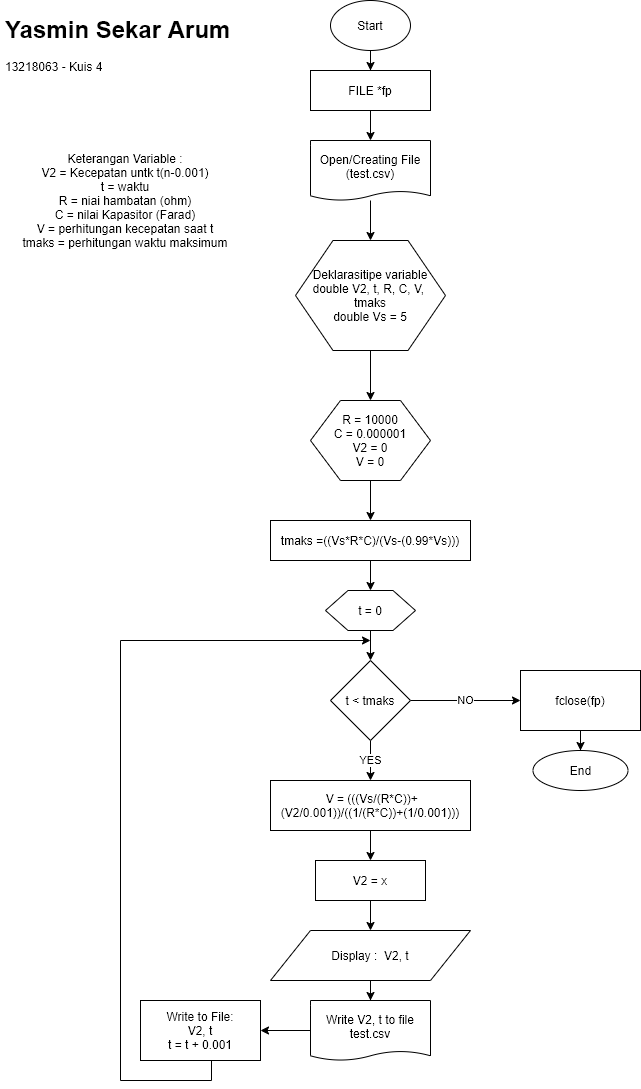 Yasmin Sekar Arum
13218063 - Kuis 4
Keterangan Variable :
V2 = Kecepatan untk t(n-0.001)
t = waktu
R = niai hambatan (ohm)
C = nilai Kapasitor (Farad)
V = perhitungan kecepatan saat t
tmaks = perhitungan waktu maksimum
Start
FILE *fp
Open/Creating File
(test.csv)
Deklarasitipe variable
double V2, t, R, C, V,
tmaks
double Vs = 5
R = 10000
C = 0.000001
V2 = 0
V = 0
tmaks =((Vs*R*C)/(Vs-(0.99*Vs)))
t = 0
t < tmaks
NO
fclose(fp)
End
YES
V = (((Vs/(R*C))+
(V2/0.001))/((1/(R*C))+(1/0.001)))
V2 = x
Display :  V2, t
Write V2, t to file
test.csv
Write to File:
V2, t
t = t + 0.001